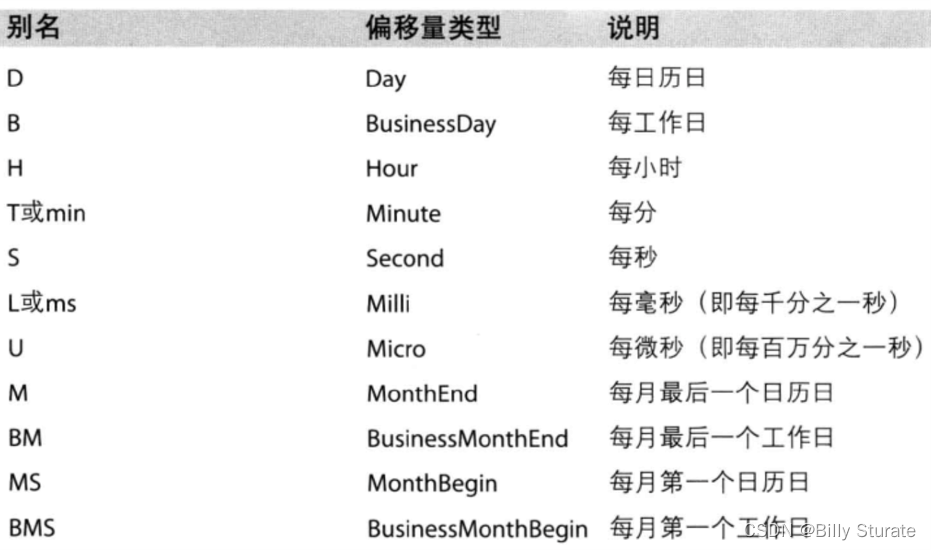 别名 偏移量类型 说明
D Day 每日历日
B BusinessDay 每工作日
H Hour 每小时
T或min Minute 每分
S Second 每秒
L或ms Milli 每毫秒（即每千分之一秒）
U Micro 每微秒（即每百万分之一秒）
M MonthEnd 每月最后一个日历日
BM BusinessMonthEnd 每月最后一个工作日
MS MonthBegin 每月第一个日历日
BMS BusinessMonthBegin 每月第一个工作日
CSDN @Billy Sturate